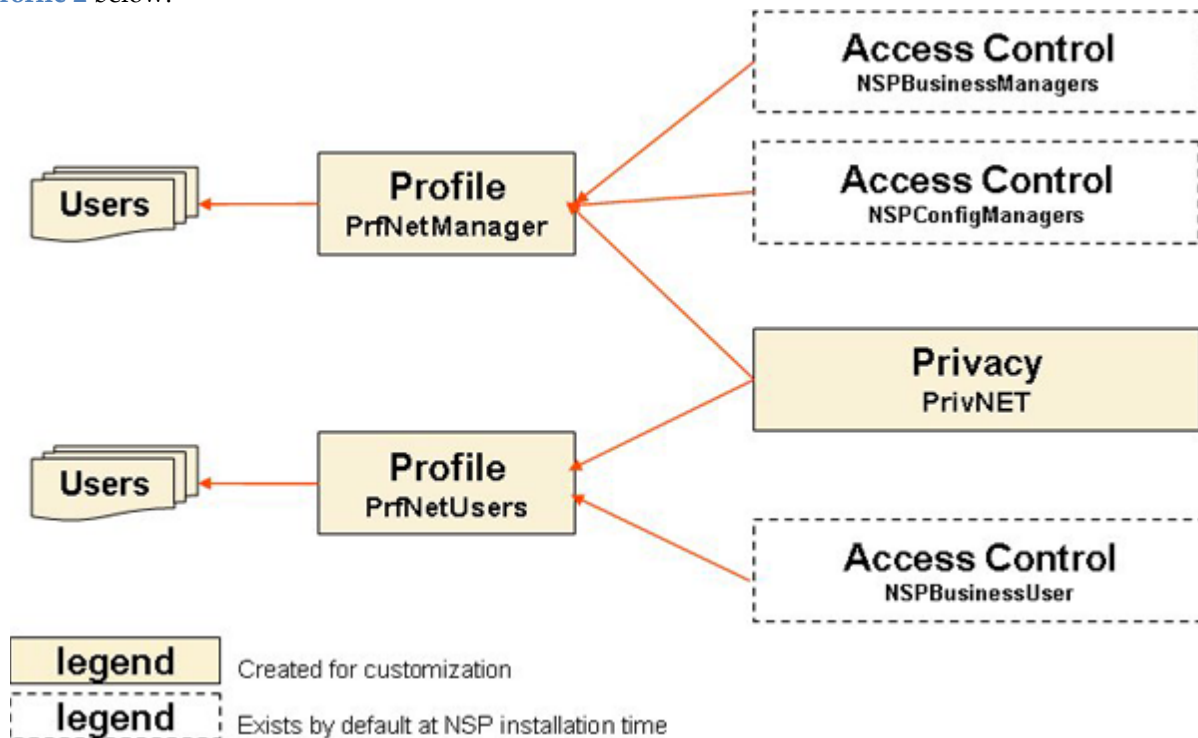 below.
Access Control
NSPBusinessManagers
Access Control
NSPConfigManagers
Users
Profile
PrfNetManager
Privacy
PrivNET
Users
Profile
PrfNetUsers
Access Control
NSPBusinessUser
legend
Created for customization
legend
Exists by default at NSP installation time